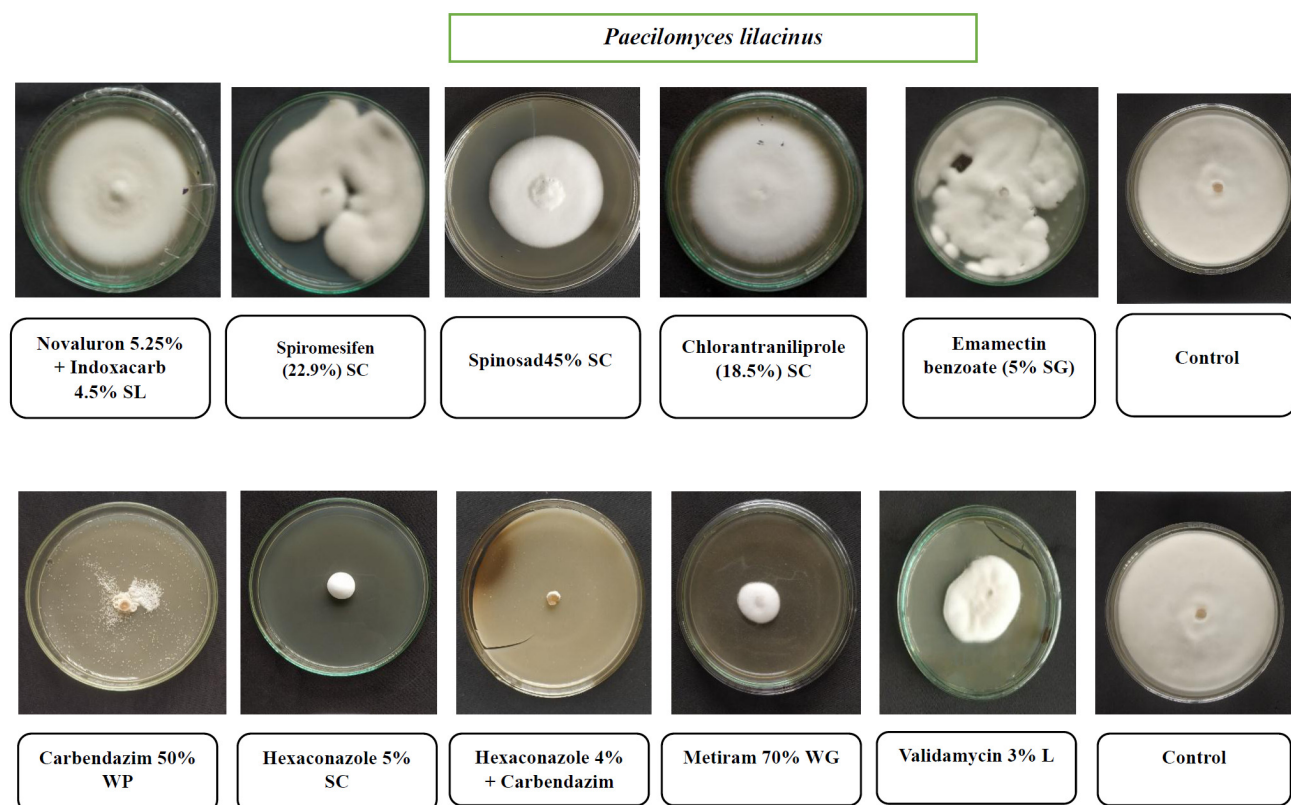 Paecilomyces lilacinus
Novaluron 5.25%
+ Indoxacarb
4.5% SL
Spiromesifen
(22.9%) SC
Spinosad45% SC
Chlorantraniliprole
(18.5%) SC
Emamectin
benzoate (5% SG)
Control
Carbendazim 50%
WP
Hexaconazole 5%
SC
Hexaconazole 4%
+ Carbendazim
Metiram 70% WG
Validamycin 3% L
Control